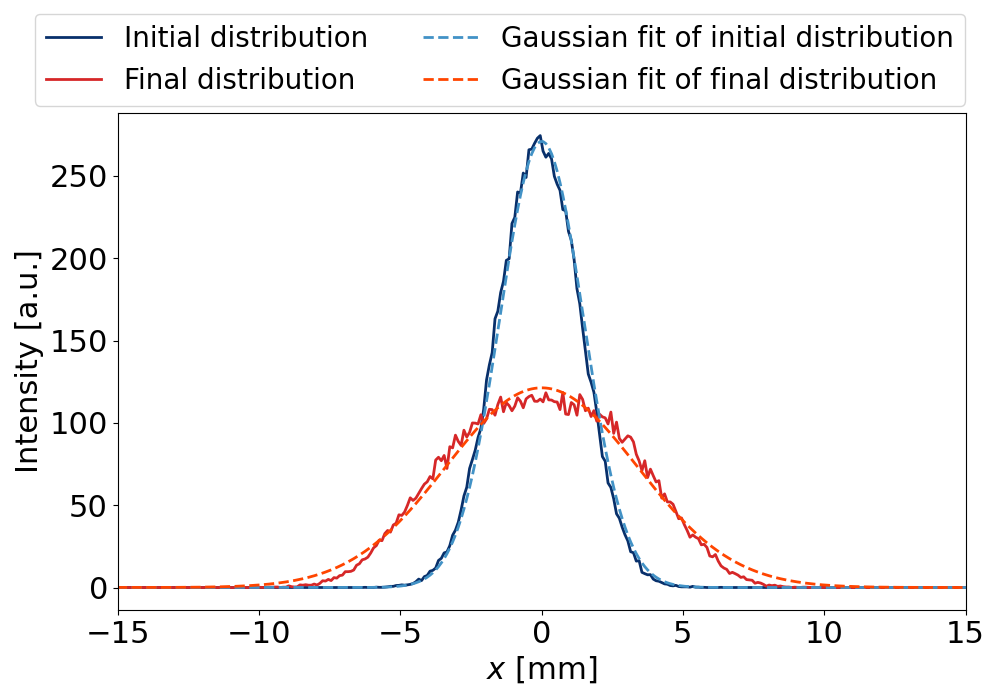 Initial distribution
Final distribution
Gaussian fit of initial distribution
Gaussian fit of final distribution
Intensity [a.u.]
250
200
150
100
50
0
−15 −10 −5 0 5 10 15
x [mm]